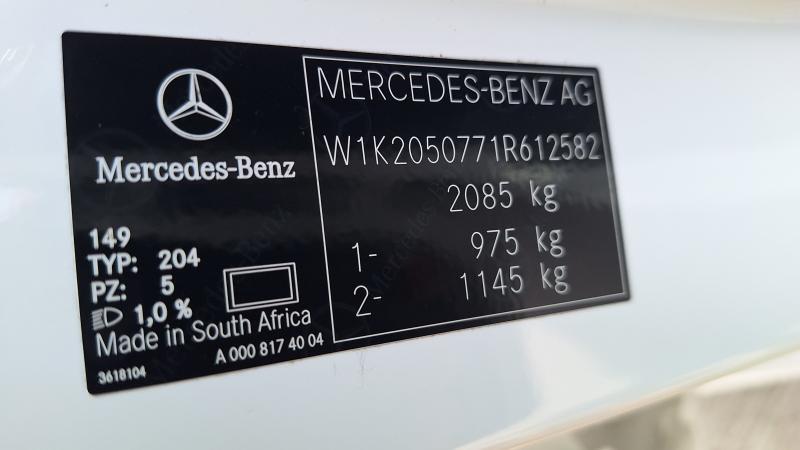 Mercedes-Benz
149
TYP: 204
PZ: 5
1,0 %
Made in South Africa
3618104
A 000 817 40 04
MERCEDES-BENZ AG
W1K2050771R612582
2085 kg
1- 975 kg
2- 1145 kg